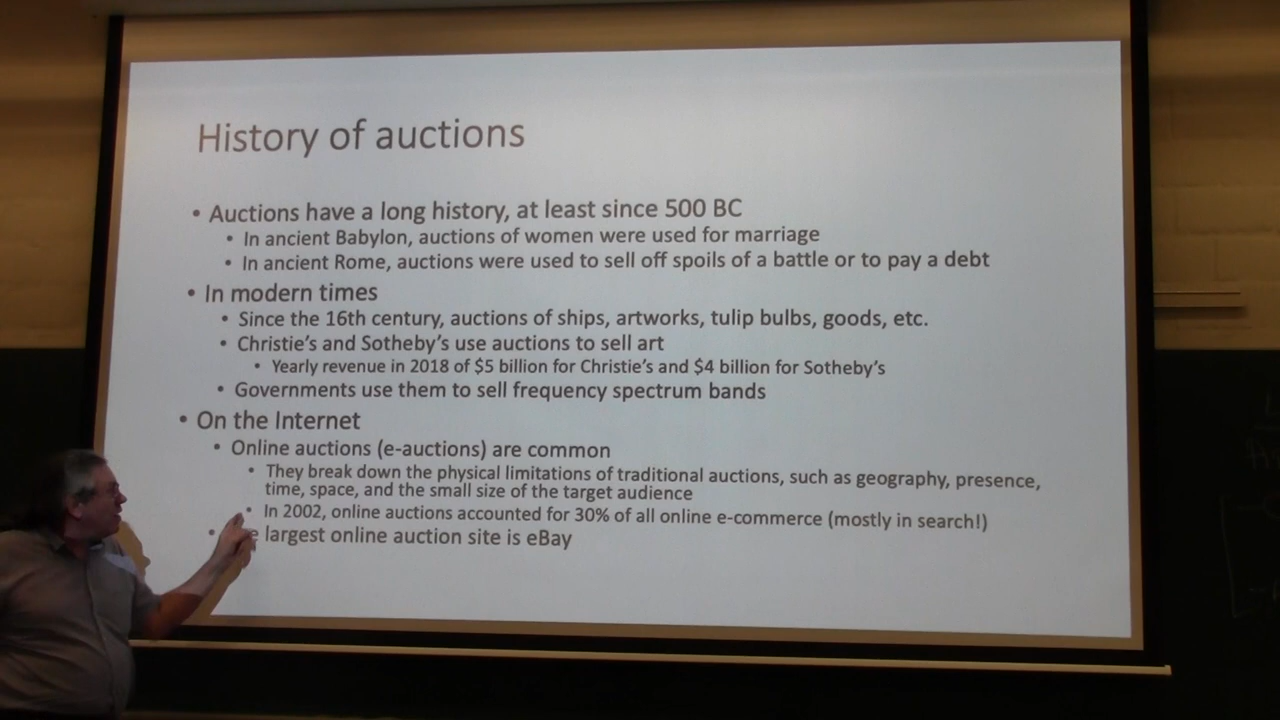 History of auctions
• Auctions have a long history, at least since 500 BC
• In ancient Babylon, auctions of women were used for marriage
• In ancient Rome, auctions were used to sell off spoils of a battle or to pay a debt
• In modern times
• Since the 16th century, auctions of ships, artworks, tulip bulbs, goods, etc.
• Christie's and Sotheby's use auctions to sell art
• Yearly revenue in 2018 of $5 billion for Christie's and $4 billion for Sotheby's
• Governments use them to sell frequency spectrum bands
• On the Internet
• Online auctions (e-auctions) are common
• They break down the physical limitations of traditional auctions, such as geography, presence,
time, space, and the small size of the target audience
• In 2002, online auctions accounted for 30% of all online e-commerce (mostly in search!)
• largest online auction site is eBay